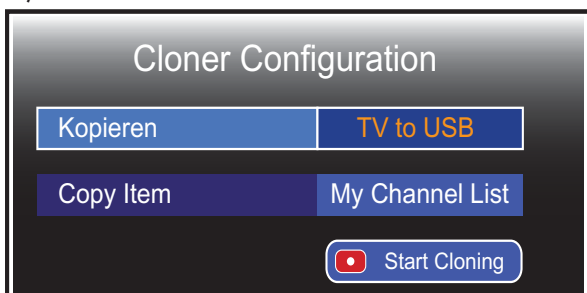 Cloner Configuration
Kopieren TV to USB
Copy Item My Channel List
Start Cloning